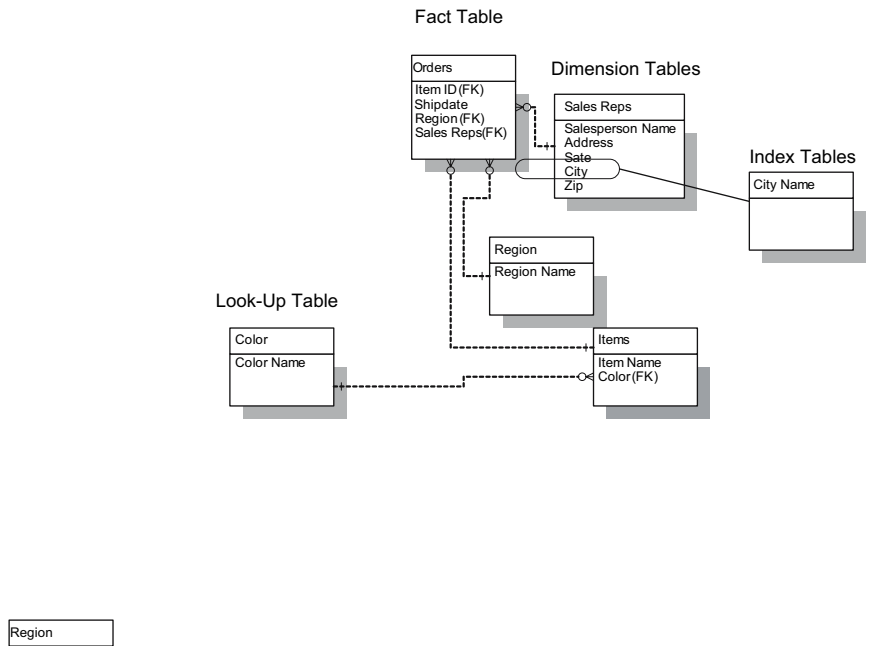 Fact Table
Orders
Item ID(FK)
Shipdate
Region(FK)
Sales Reps(FK)
Dimension Tables
Sales Reps
Salesperson Name
Address
Sate
City
Zip
Index Tables
City Name
Region
Region Name
Look-Up Table
Color
Color Name
Items
Item Name
Color(FK)
Region